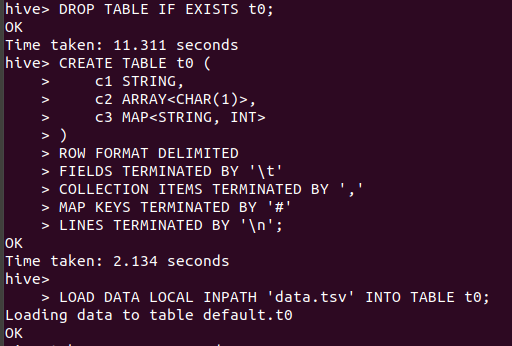 hive> DROP TABLE IF EXISTS t0;
OK
Time taken: 11.311 seconds
hive> CREATE TABLE t0 (
    >     c1 STRING,
    >     c2 ARRAY<CHAR(1)>,
    >     c3 MAP<STRING, INT>
    > )
    > ROW FORMAT DELIMITED
    > FIELDS TERMINATED BY '\t'
    > COLLECTION ITEMS TERMINATED BY ','
    > MAP KEYS TERMINATED BY '#'
    > LINES TERMINATED BY '\n';
OK
Time taken: 2.134 seconds
hive>
    > LOAD DATA LOCAL INPATH 'data.tsv' INTO TABLE t0;
Loading data to table default.t0
OK